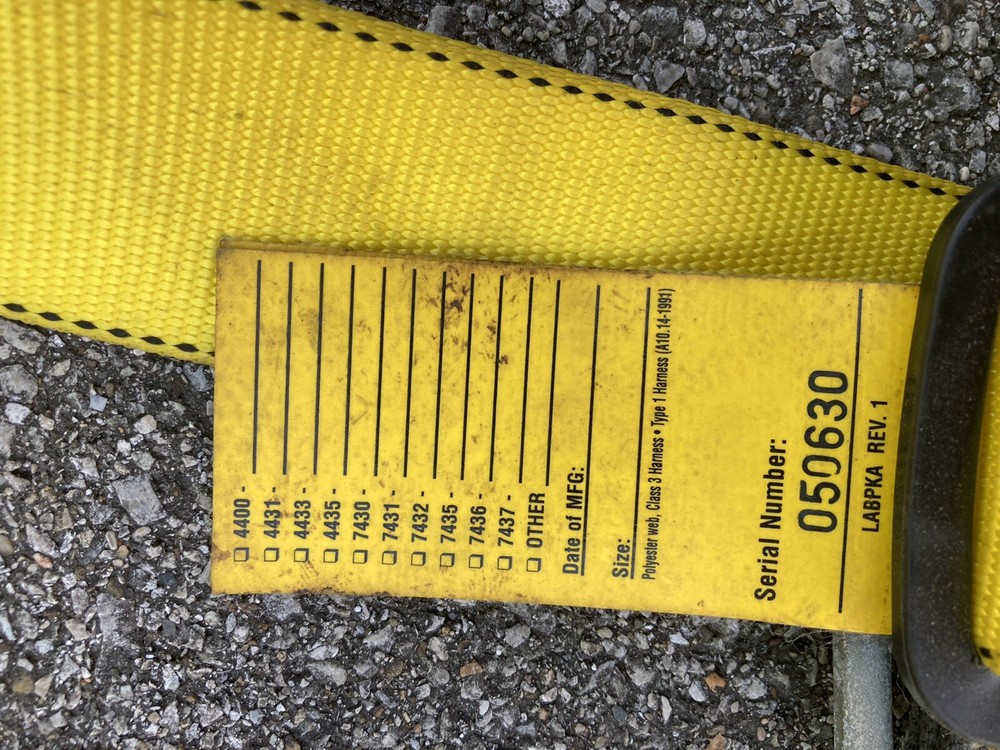 ☐ 4400 -
☐ 4431 -
☐ 4433 -
☐ 4435 -
☐ 7430 -
☐ 7431 -
☐ 7432 -
☐ 7435 -
☐ 7436 -
☐ 7437 -
☐ OTHER
Date of MFG:
Size:
Polyester web, Class 3 Harness • Type 1 Harness (A10.14-1991)
Serial Number:
050630
LABPKA REV. 1